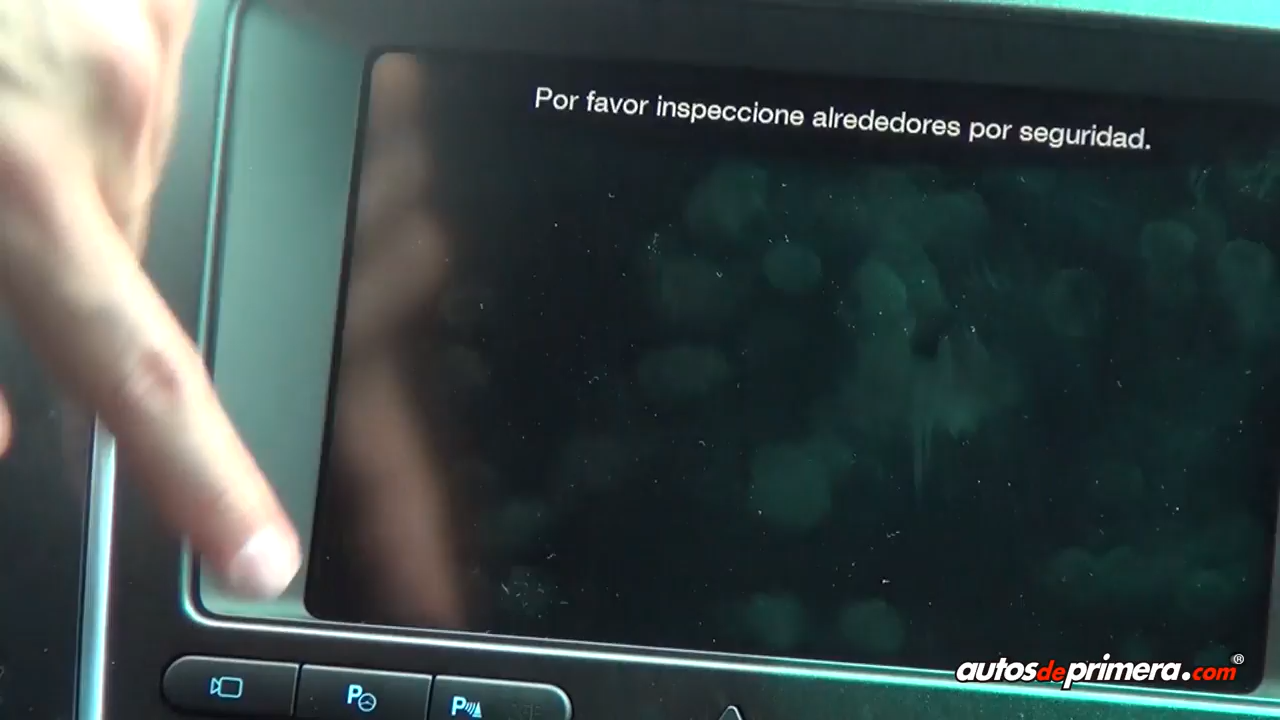 Por favor inspeccione alrededores por seguridad.
P
P
autosdeprimera.com®